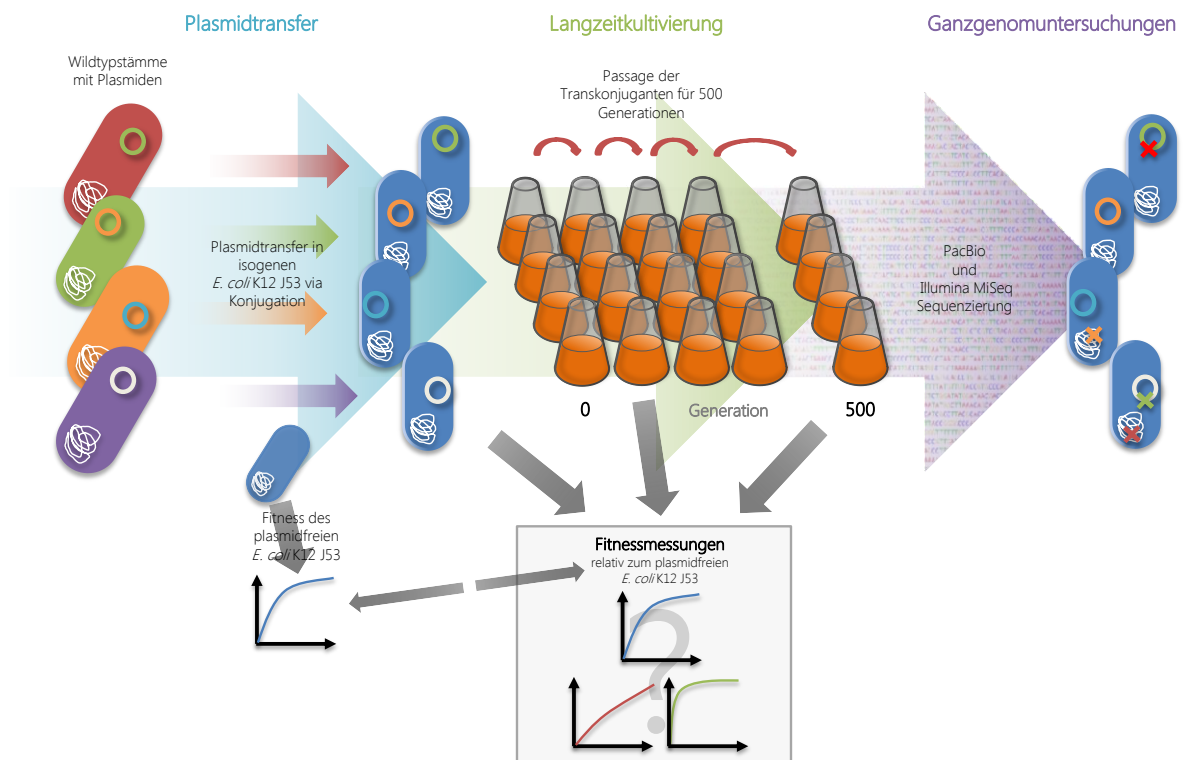 Plasmidtransfer
Langzeitkultivierung
Ganzgenomuntersuchungen
Wildtypstämme
mit Plasmiden
Passage der
Transkonjuganten für 500
Generationen
Plasmidtransfer in
isogenen
E. coli K12 J53 via
Konjugation
PacBio
und
Illumina MiSeq
Sequenzierung
0
Generation
500
Fitness des
plasmidfreien
E. coli K12 J53
Fitnessmessungen
relativ zum plasmidfreien
E. coli K12 J53
?